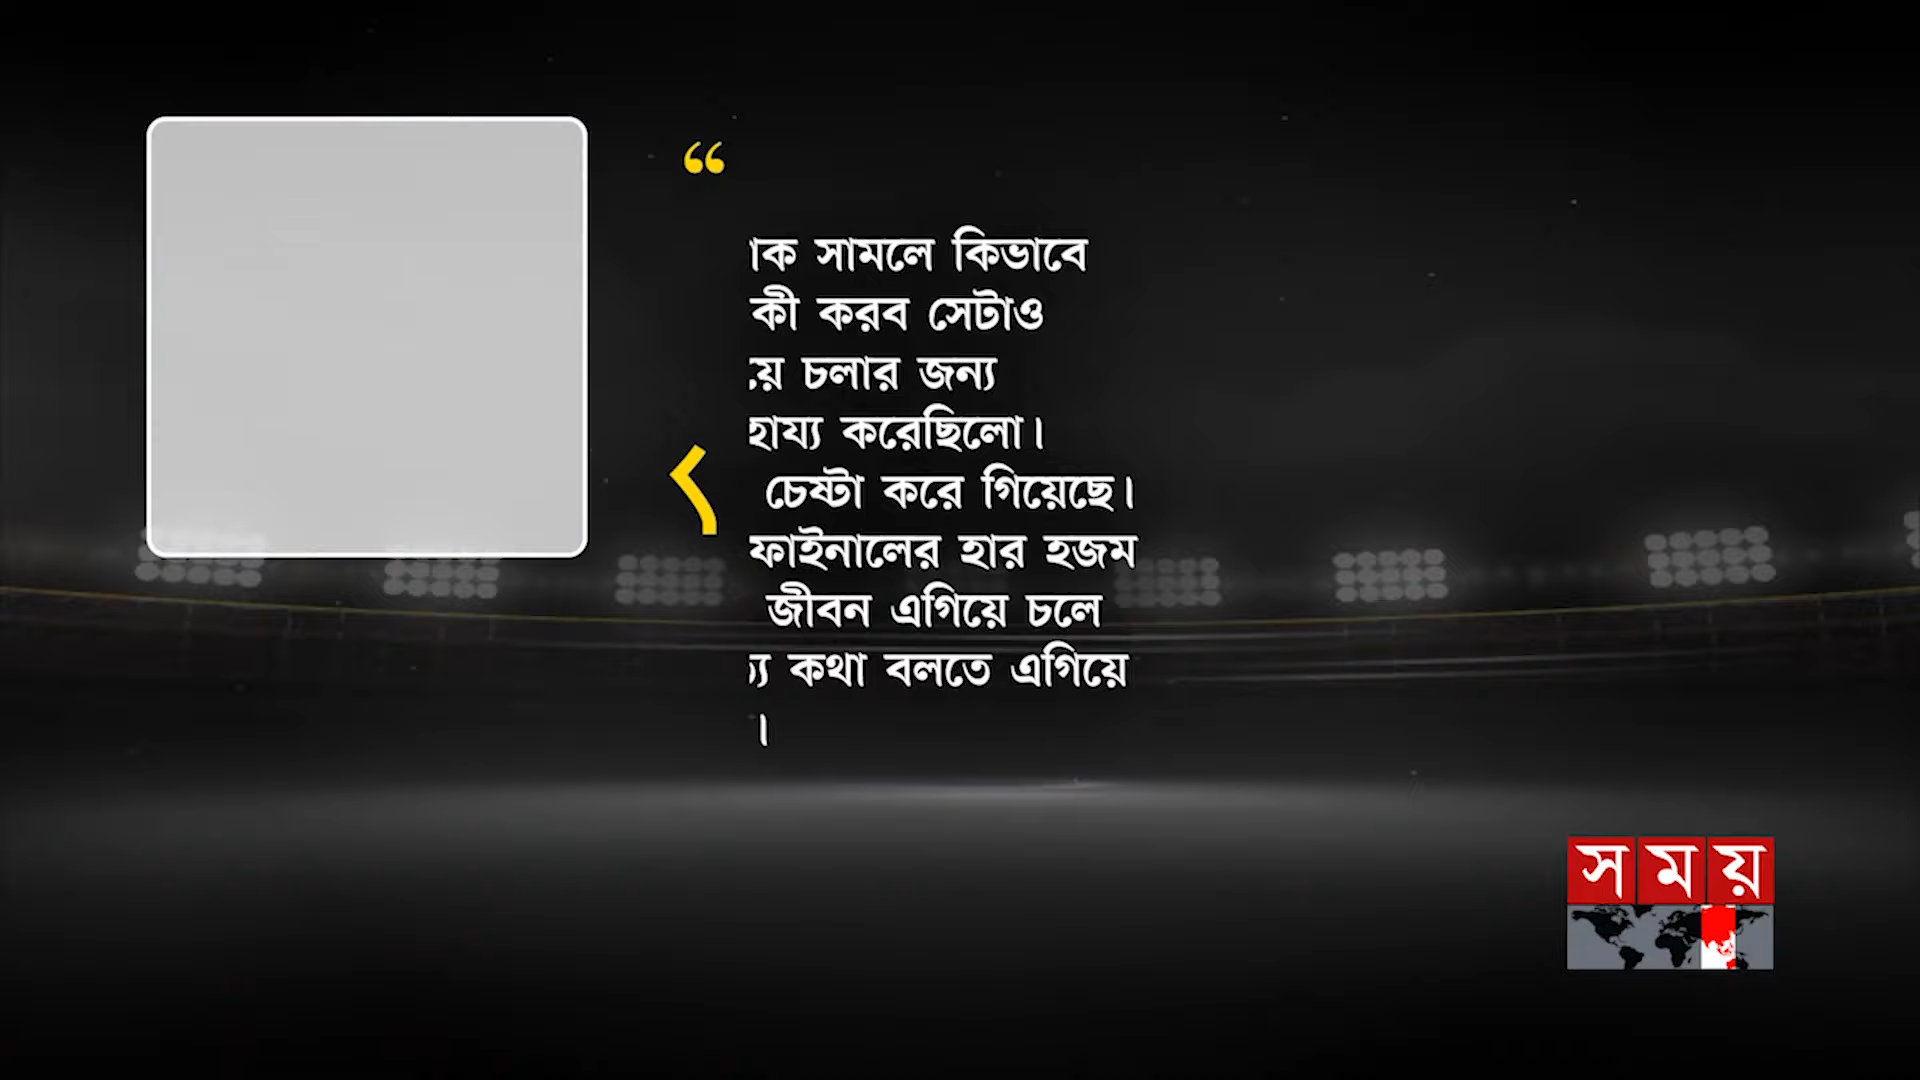 “
সামলে কিভাবে
কী করব সেটাও
চলার জন্য
করেছিলো।
চেষ্টা করে গিয়েছে।
ফাইনালের হার হজম
জীবন এগিয়ে চলে
কথা বলতে এগিয়ে
।
সময়